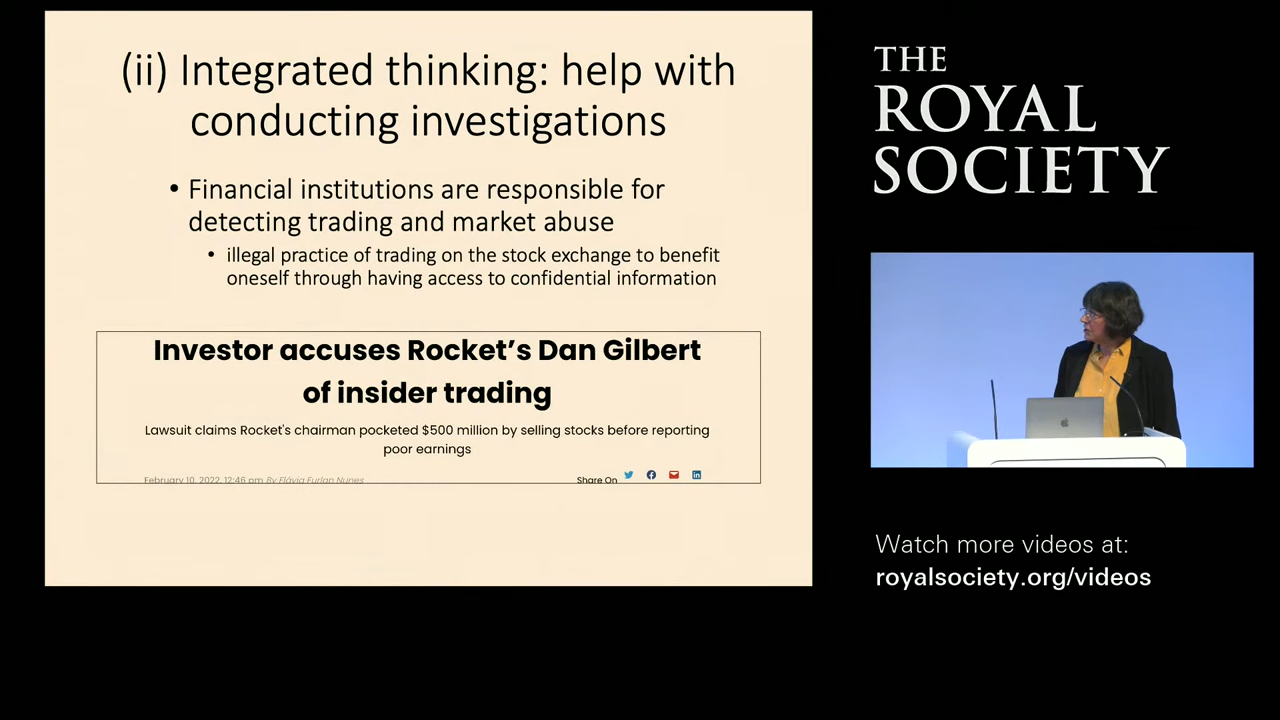 (ii) Integrated thinking: help with
conducting investigations
• Financial institutions are responsible for
detecting trading and market abuse
• illegal practice of trading on the stock exchange to benefit
oneself through having access to confidential information
Investor accuses Rocket’s Dan Gilbert
of insider trading
Lawsuit claims Rocket's chairman pocketed $500 million by selling stocks before reporting
poor earnings
February 10, 2022, 12:46 pm By Flávia Furlan Nunes
Share On
THE
ROYAL
SOCIETY
Watch more videos at:
royalsociety.org/videos